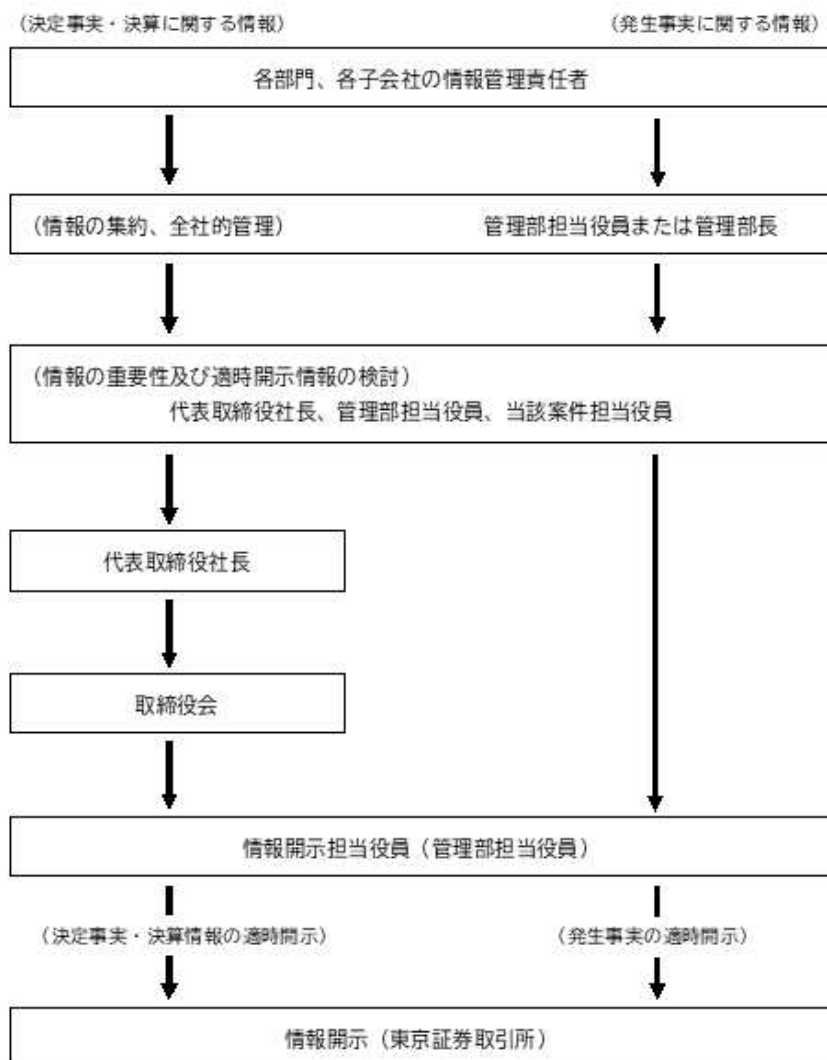 （決定事実・決算に関する情報）　（発生事実に関する情報）
各部門、各子会社の情報管理責任者
（情報の集約、全社的管理）　管理部担当役員または管理部長
（情報の重要性及び適時開示情報の検討）
代表取締役社長、管理部担当役員、当該案件担当役員
代表取締役社長
取締役会
情報開示担当役員（管理部担当役員）
（決定事実・決算情報の適時開示）　（発生事実の適時開示）
情報開示（東京証券取引所）